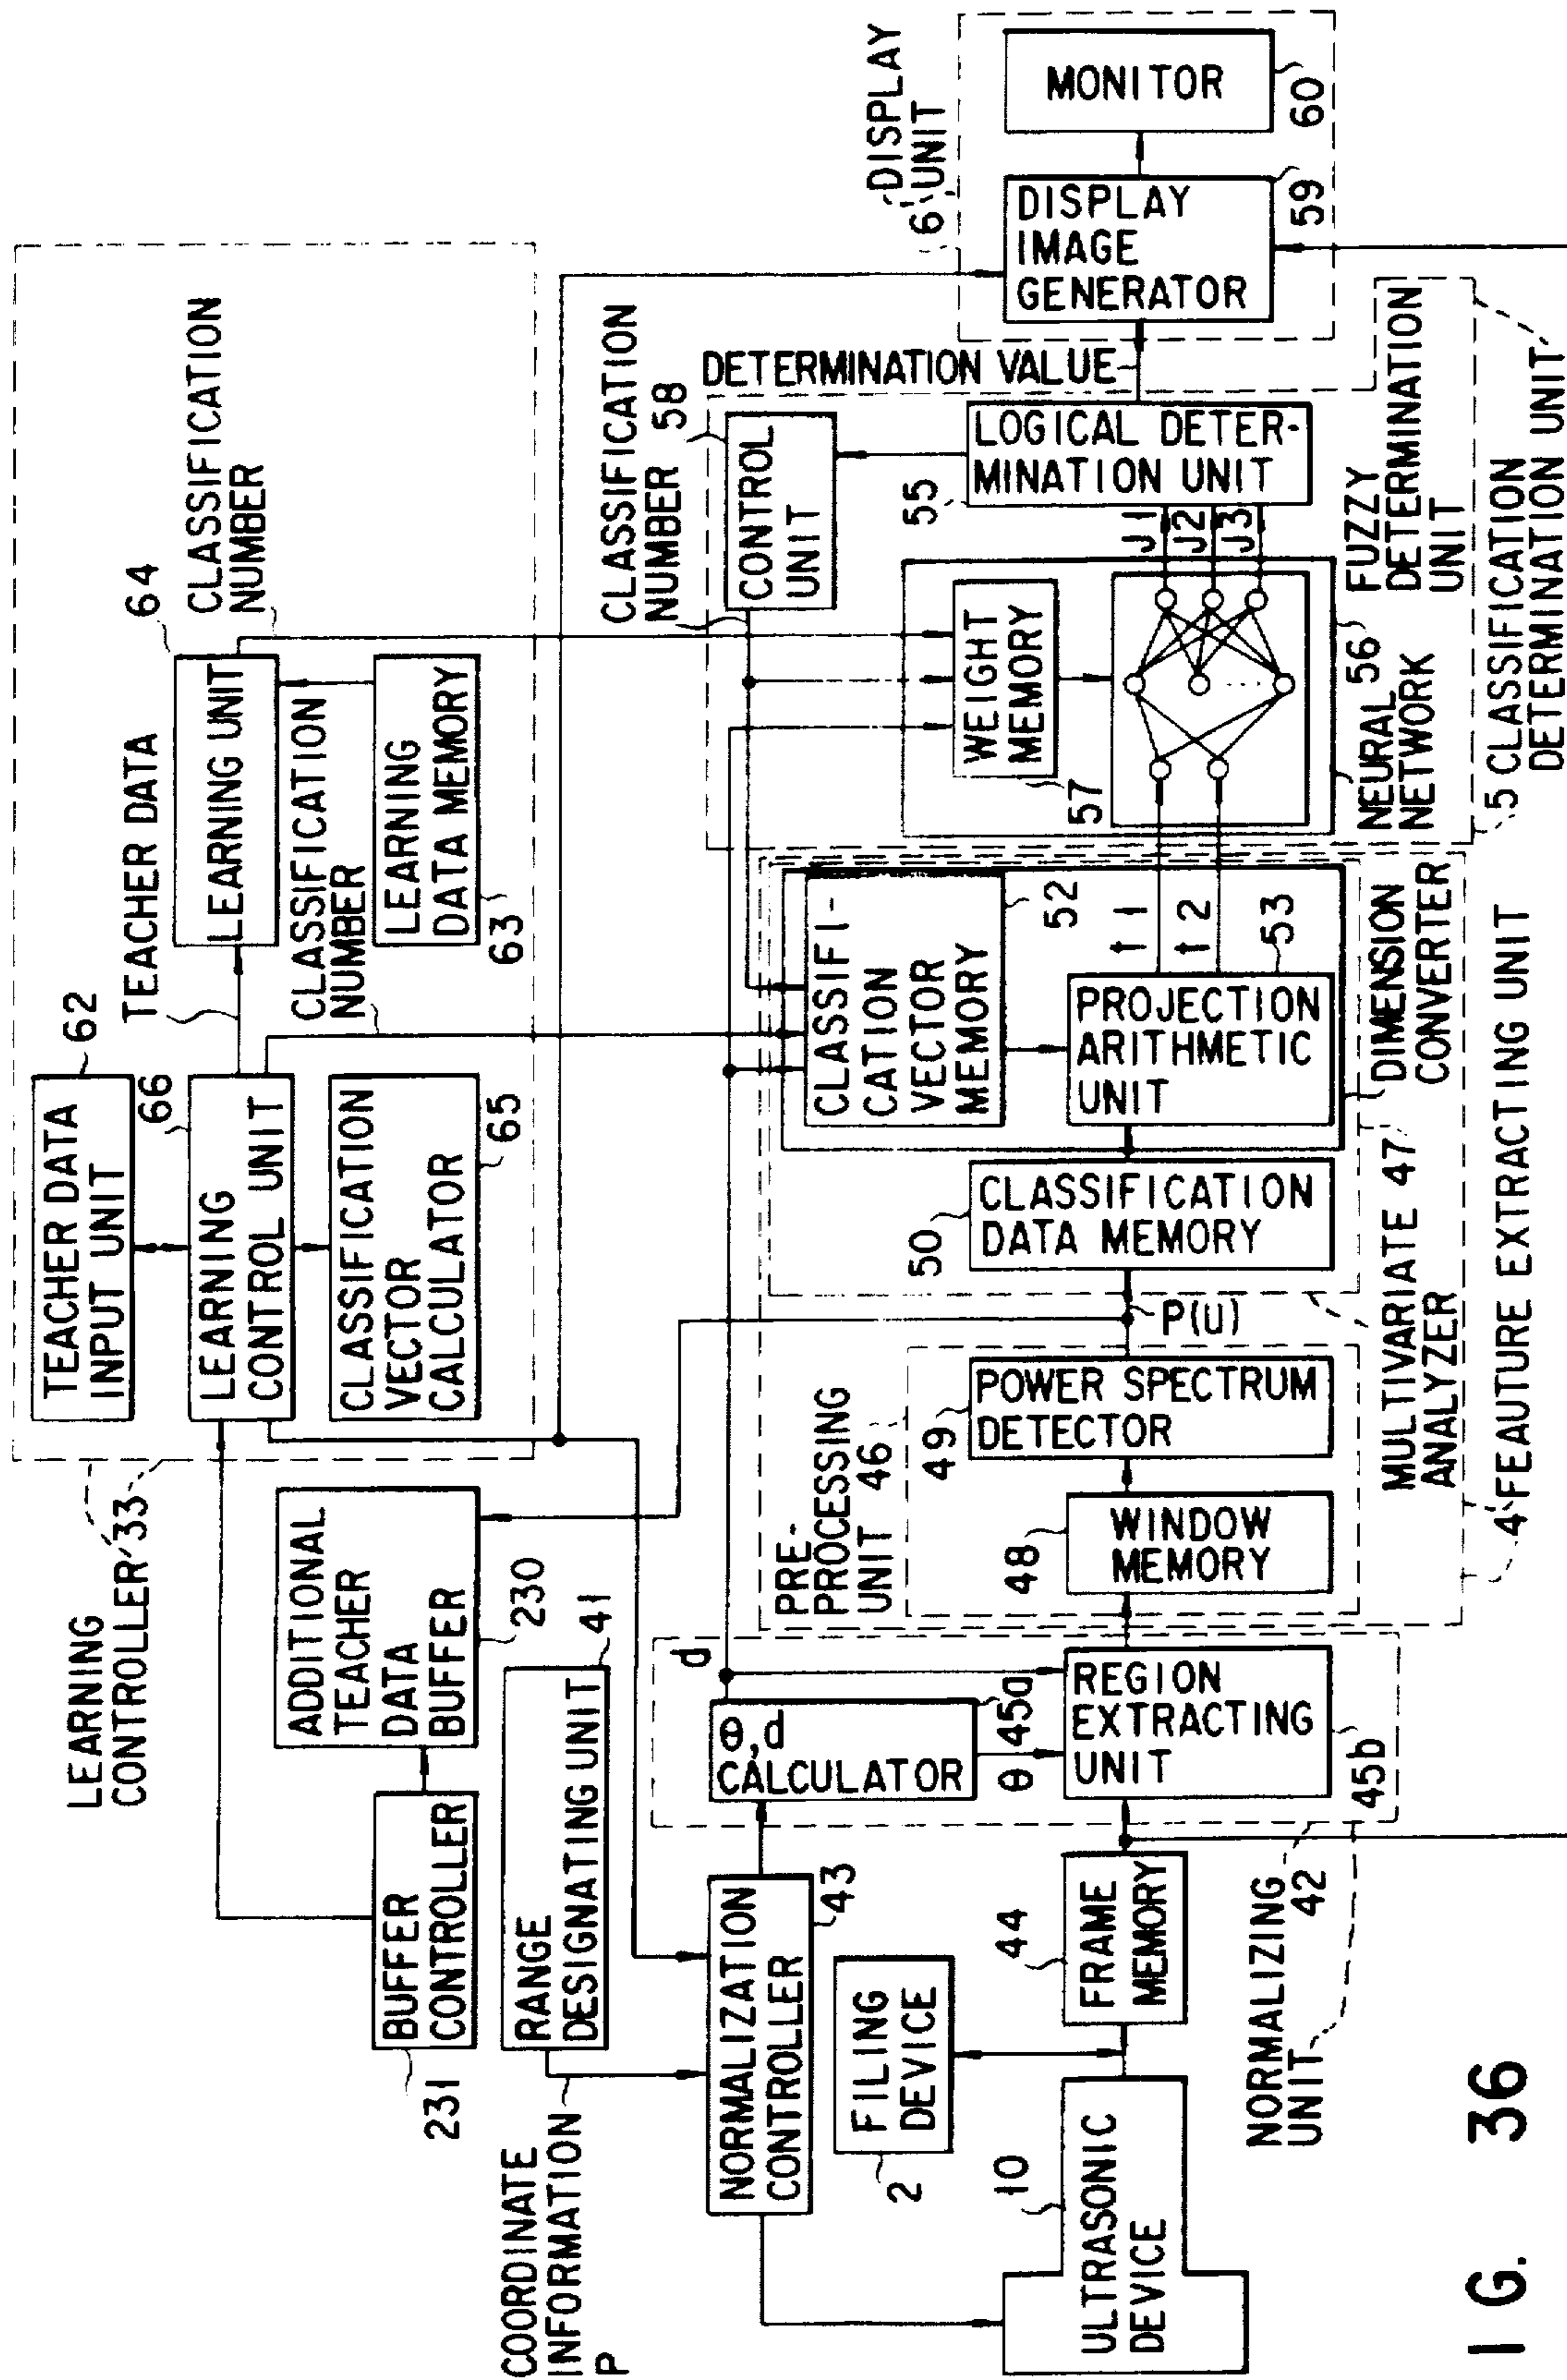 LEARNING
CONTROLLER 33
TEACHER DATA
INPUT UNIT
62
66
LEARNING
CONTROL UNIT
CLASSIFICATION
VECTOR
CALCULATOR
65
TEACHER DATA
CLASSIFICATION
NUMBER
LEARNING UNIT
64
LEARNING
DATA MEMORY
63
CLASSIFICATION
NUMBER
BUFFER
CONTROLLER
231
ADDITIONAL
TEACHER
DATA
BUFFER
230
RANGE
DESIGNATING UNIT
41
COORDINATE
INFORMATION
P
NORMALIZATION
CONTROLLER
43
FILING
DEVICE
2
ULTRASONIC
DEVICE
10
FRAME
MEMORY
44
NORMALIZING
UNIT 42
θ,d
CALCULATOR
45a
d
θ
REGION
EXTRACTING
UNIT
45b
PRE-
PROCESSING
UNIT 46
WINDOW
MEMORY
48
POWER SPECTRUM
DETECTOR
49
P(U)
CLASSIFICATION
DATA MEMORY
50
CLASSIFI-
CATION
VECTOR
MEMORY
52
PROJECTION
ARITHMETIC
UNIT
53
t1
t2
DIMENSION
CONVERTER
MULTIVARIATE 47
ANALYZER
4 FEAUTURE EXTRACTING UNIT
CLASSIFICATION
NUMBER 58
CONTROL
UNIT
WEIGHT
MEMORY
57
NEURAL 56
NETWORK
J1
J2
J3
55
LOGICAL DETER-
MINATION UNIT
FUZZY
DETERMINATION
UNIT
5 CLASSIFICATION
DETERMINATION UNIT
DETERMINATION VALUE
6 DISPLAY
UNIT
DISPLAY
IMAGE
GENERATOR
59
MONITOR
60
I G. 36